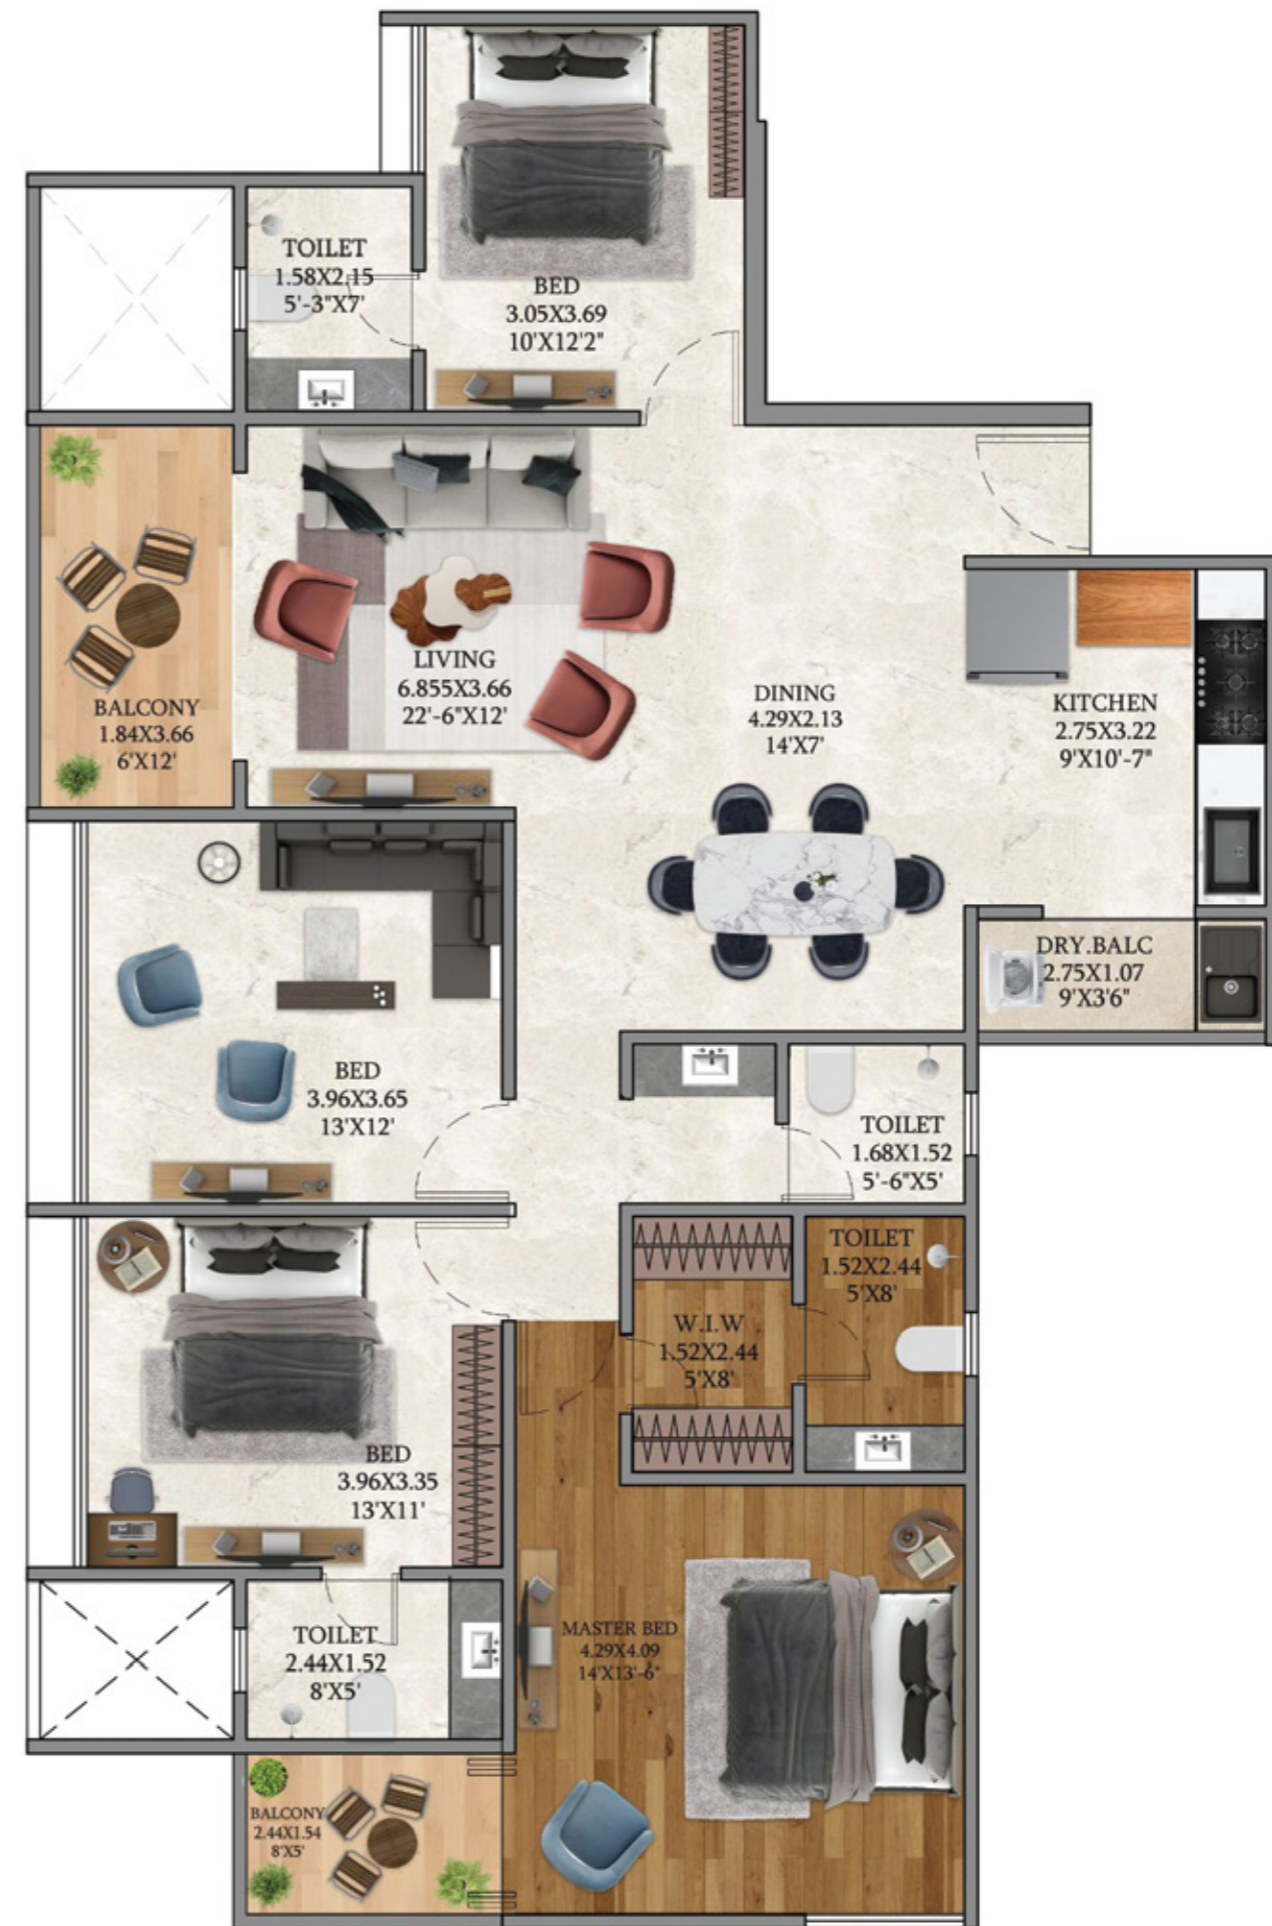 TOILET
1.58X2.15
5'-3"X7'
BED
3.05X3.69
10'X12'2"
LIVING
6.855X3.66
22'-6"X12'
BALCONY
1.84X3.66
6'X12'
DINING
4.29X2.13
14'X7'
KITCHEN
2.75X3.22
9'X10'-7"
DRY.BALC
2.75X1.07
9'X3'6"
BED
3.96X3.65
13'X12'
TOILET
1.68X1.52
5'-6"X5'
TOILET
1.52X2.44
5'X8'
W.I.W
1.52X2.44
5'X8'
BED
3.96X3.35
13'X11'
TOILET
2.44X1.52
8'X5'
MASTER BED
4.29X4.09
14'X13'-6"
BALCONY
2.44X1.54
8'X5'